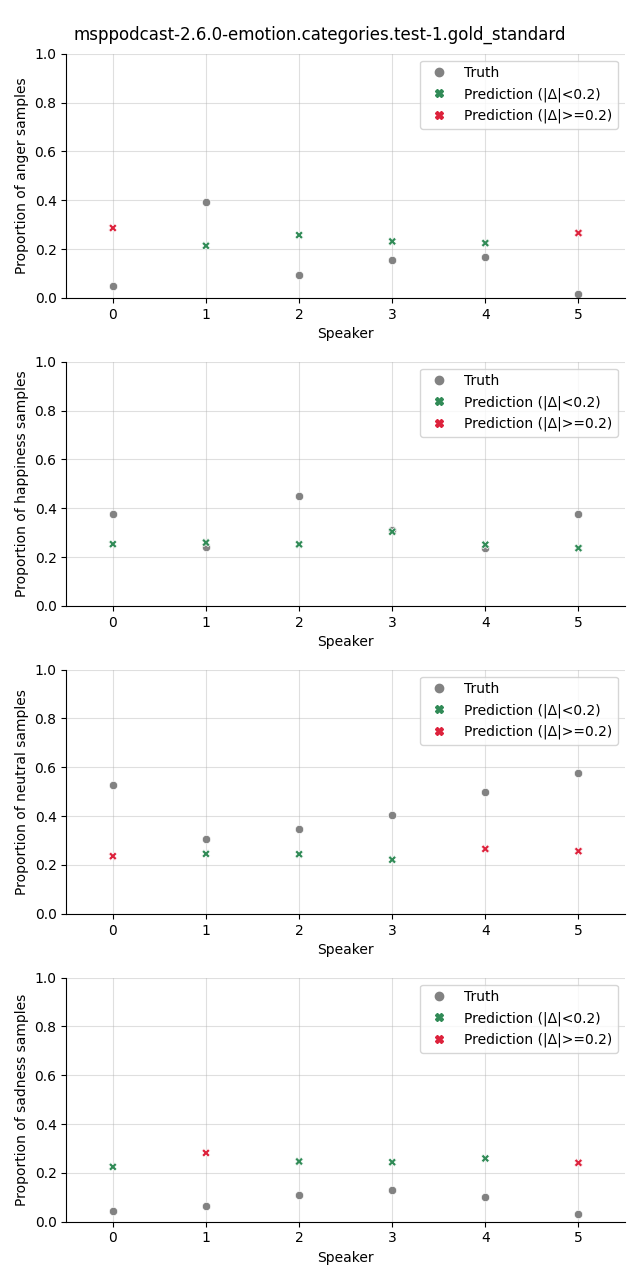 msppodcast-2.6.0-emotion.categories.test-1.gold_standard
Proportion of anger samples
1.0
0.8
0.6
0.4
0.2
0.0
Truth
Prediction (|Δ|<0.2)
Prediction (|Δ|>=0.2)
0 1 2 3 4 5
Speaker
Proportion of happiness samples
1.0
0.8
0.6
0.4
0.2
0.0
Truth
Prediction (|Δ|<0.2)
Prediction (|Δ|>=0.2)
0 1 2 3 4 5
Speaker
Proportion of neutral samples
1.0
0.8
0.6
0.4
0.2
0.0
Truth
Prediction (|Δ|<0.2)
Prediction (|Δ|>=0.2)
0 1 2 3 4 5
Speaker
Proportion of sadness samples
1.0
0.8
0.6
0.4
0.2
0.0
Truth
Prediction (|Δ|<0.2)
Prediction (|Δ|>=0.2)
0 1 2 3 4 5
Speaker